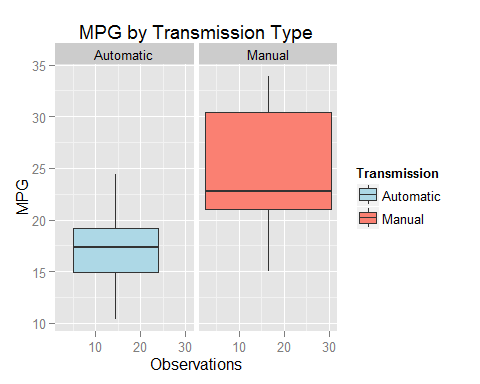 MPG by Transmission Type
Automatic Manual
35
30
25
20
15
10
MPG
10 20 30 10 20 30
Observations
Transmission
Automatic
Manual